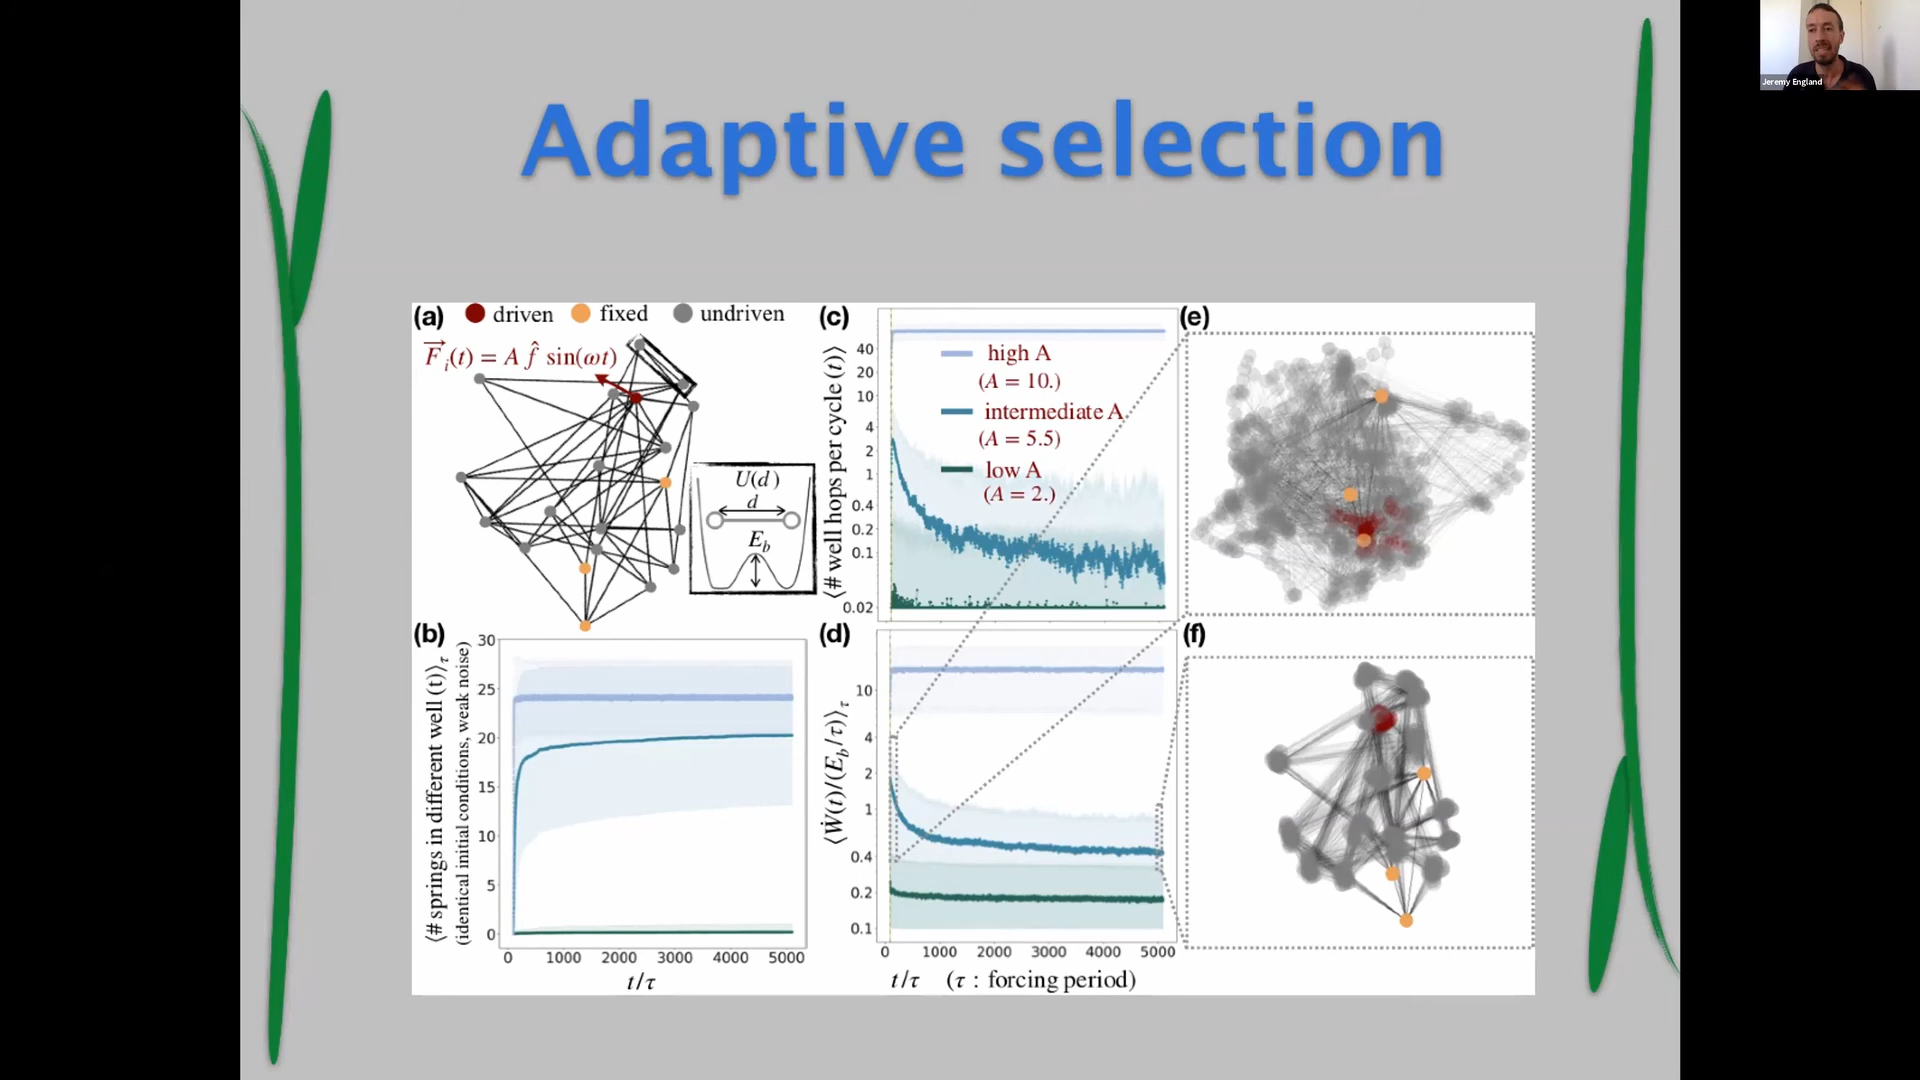 Jeremy England
Adaptive selection
(a) driven fixed undriven
F⃗ᵢ(t) = A f̂ sin(ωt)
U(d)
d
E_b
(b)
⟨# springs in different well (t)⟩_τ
(identical initial conditions, weak noise)
30
25
20
15
10
5
0
0 1000 2000 3000 4000 5000
t/τ
(c)
⟨# well hops per cycle (t)⟩
40
20
10
4
2
1
0.4
0.2
0.1
0.02
high A
(A = 10.)
intermediate A
(A = 5.5)
low A
(A = 2.)
(d)
⟨Ẇ(t)/(E_b/τ)⟩_τ
10
4
2
1
0.4
0.2
0.1
0 1000 2000 3000 4000 5000
t/τ (τ : forcing period)
(e)
(f)